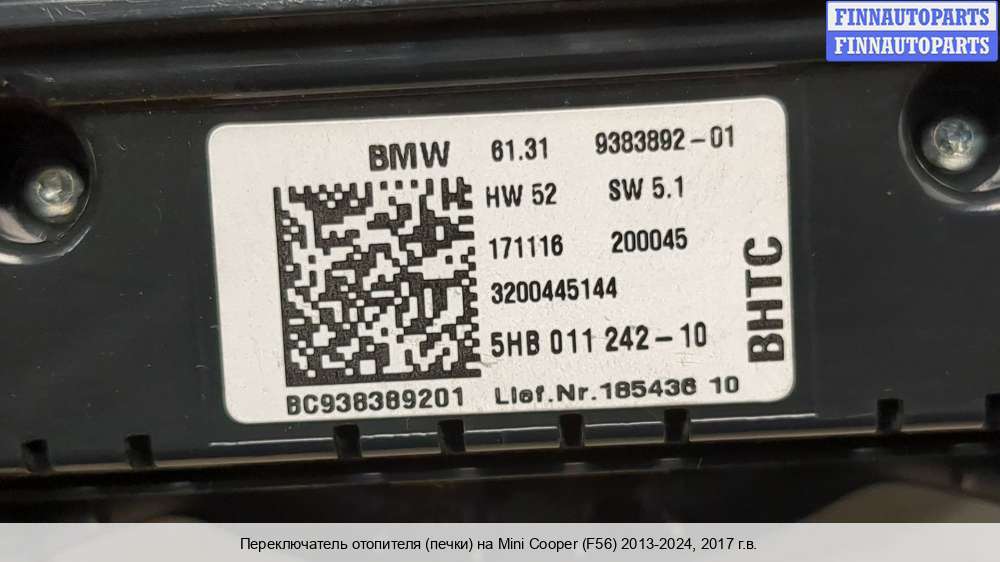 FINNAUTOPARTS
FINNAUTOPARTS
BMW 61.31 9383892-01
HW 52 SW 5.1
171116 200045
3200445144
5HB 011 242-10
BHTC
BC938389201 Lief.Nr.185436 10
Переключатель отопителя (печки) на Mini Cooper (F56) 2013-2024, 2017 г.в.